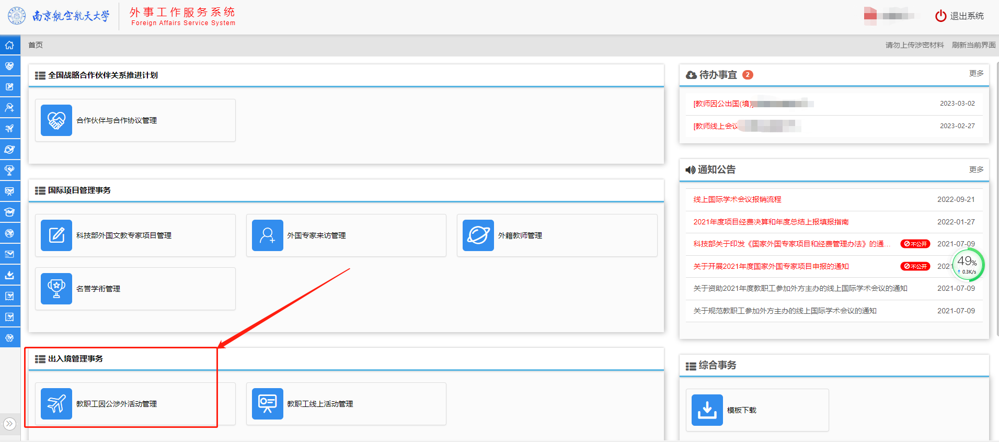 南京航空航天大学
外事工作服务系统
Foreign Affairs Service System
退出系统
首页
请勿上传涉密材料 刷新当前界面
全国战略合作伙伴关系推进计划
合作伙伴与合作协议管理
国际项目管理事务
科技部外国文教专家项目管理
外国专家来访管理
外籍教师管理
名誉学衔管理
出入境管理事务
教职工因公涉外活动管理
教职工线上活动管理
待办事宜 2
更多
[教师因公出国(境)
2023-03-02
[教师线上会议
2023-02-27
通知公告
更多
线上国际学术会议报销流程
2022-09-21
2021年度项目经费决算和年度总结上报填报指南
2022-01-27
科技部关于印发《国家外国专家项目和经费管理办法》的通...
不公开
2021-07-09
关于开展2021年度国家外国专家项目申报的通知
不公开
2021
49%
↑ 0.3K/s
关于资助2021年度教职工参加外方主办的线上国际学术会议的通知
2021-07-09
关于规范教职工参加外方主办的线上国际学术会议的通知
2021-07-09
综合事务
模板下载